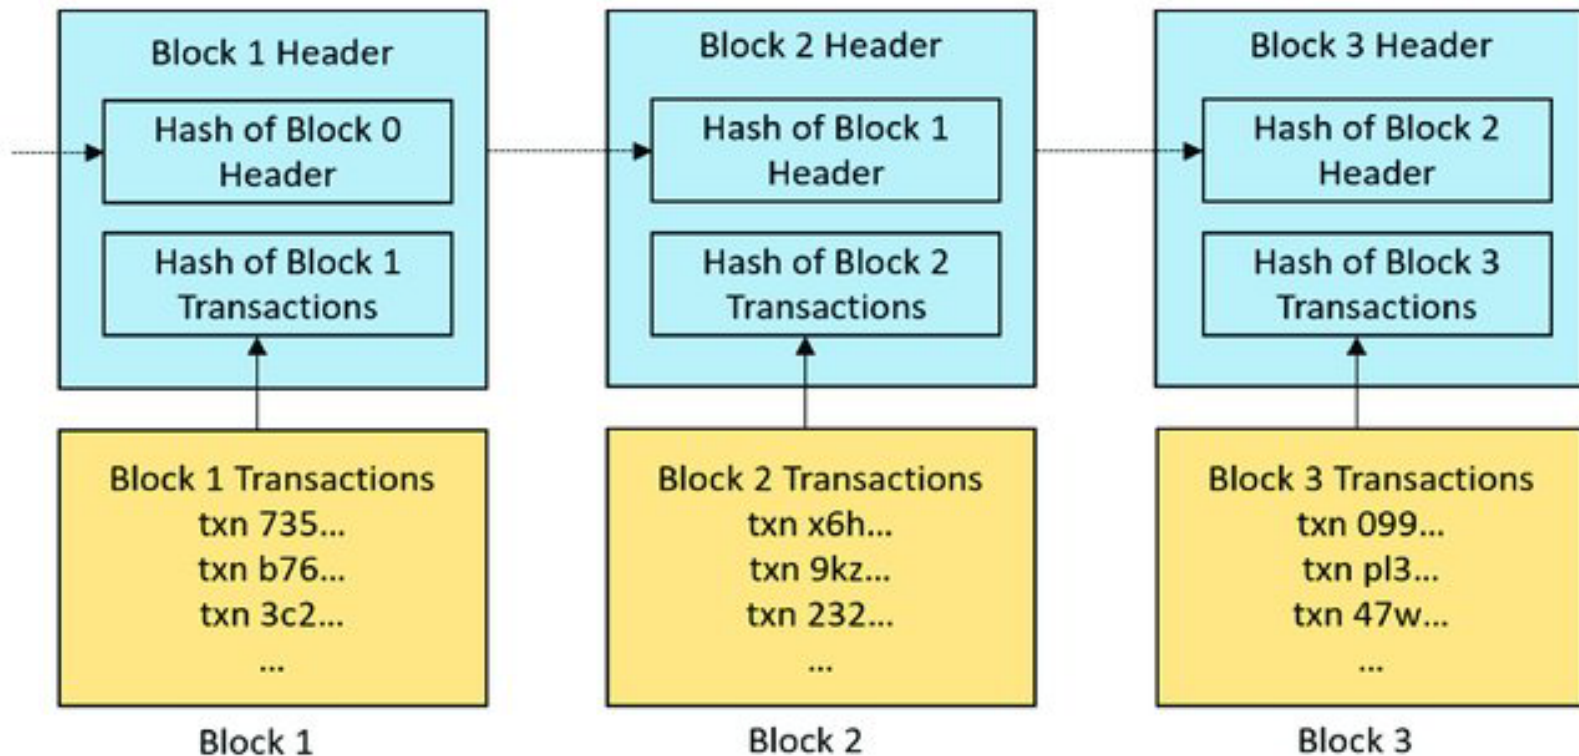 Block 1 Header
Hash of Block 0
Header
Hash of Block 1
Transactions
Block 1 Transactions
txn 735...
txn b76...
txn 3c2...
...
Block 1
Block 2 Header
Hash of Block 1
Header
Hash of Block 2
Transactions
Block 2 Transactions
txn x6h...
txn 9kz...
txn 232...
...
Block 2
Block 3 Header
Hash of Block 2
Header
Hash of Block 3
Transactions
Block 3 Transactions
txn 099...
txn pl3...
txn 47w...
...
Block 3